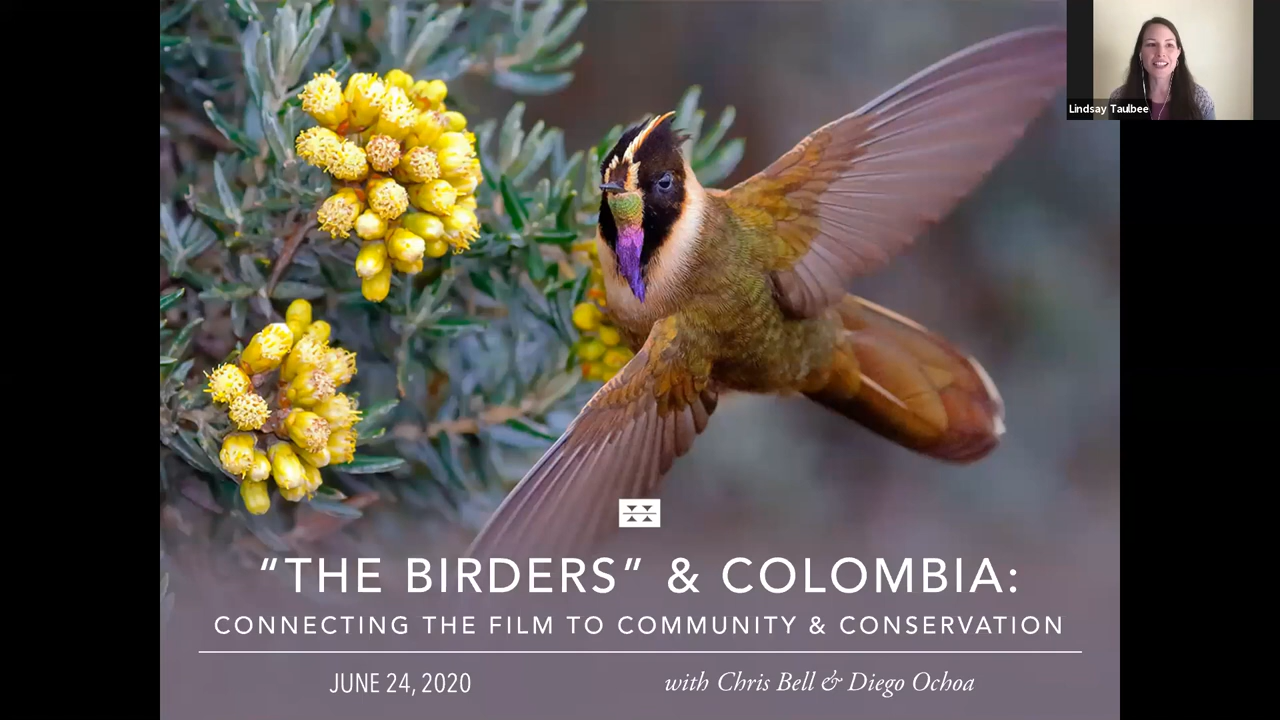 Lindsay Taulbee
“THE BIRDERS” & COLOMBIA:
CONNECTING THE FILM TO COMMUNITY & CONSERVATION
JUNE 24, 2020
with Chris Bell & Diego Ochoa